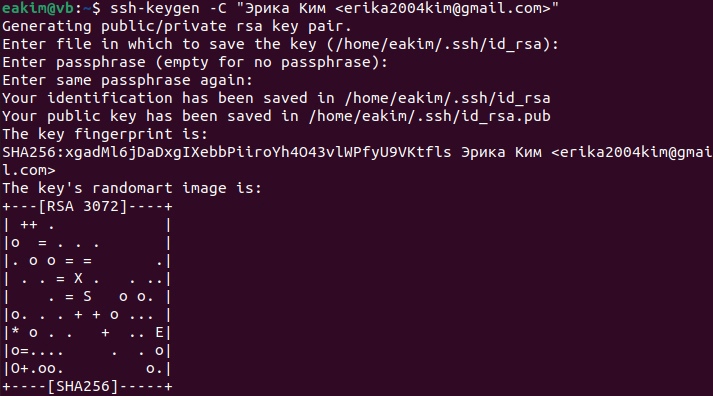 eakim@vb:~$ ssh-keygen -C "Эрика Ким <erika2004kim@gmail.com>"
Generating public/private rsa key pair.
Enter file in which to save the key (/home/eakim/.ssh/id_rsa):
Enter passphrase (empty for no passphrase):
Enter same passphrase again:
Your identification has been saved in /home/eakim/.ssh/id_rsa
Your public key has been saved in /home/eakim/.ssh/id_rsa.pub
The key fingerprint is:
SHA256:xgadMl6jDaDxgIXebbPiiroYh4O43vlWPfyU9VKtfls Эрика Ким <erika2004kim@gmai
l.com>
The key's randomart image is:
+---[RSA 3072]----+
| ++ .            |
|o  = . . .       |
|. o o = =       .|
| . . = X .   . ..|
|    . = S   o o. |
|o. . . + + o ... |
|* o . .   +  .. E|
|o=....     .  . o|
|O+.oo.         o.|
+----[SHA256]-----+